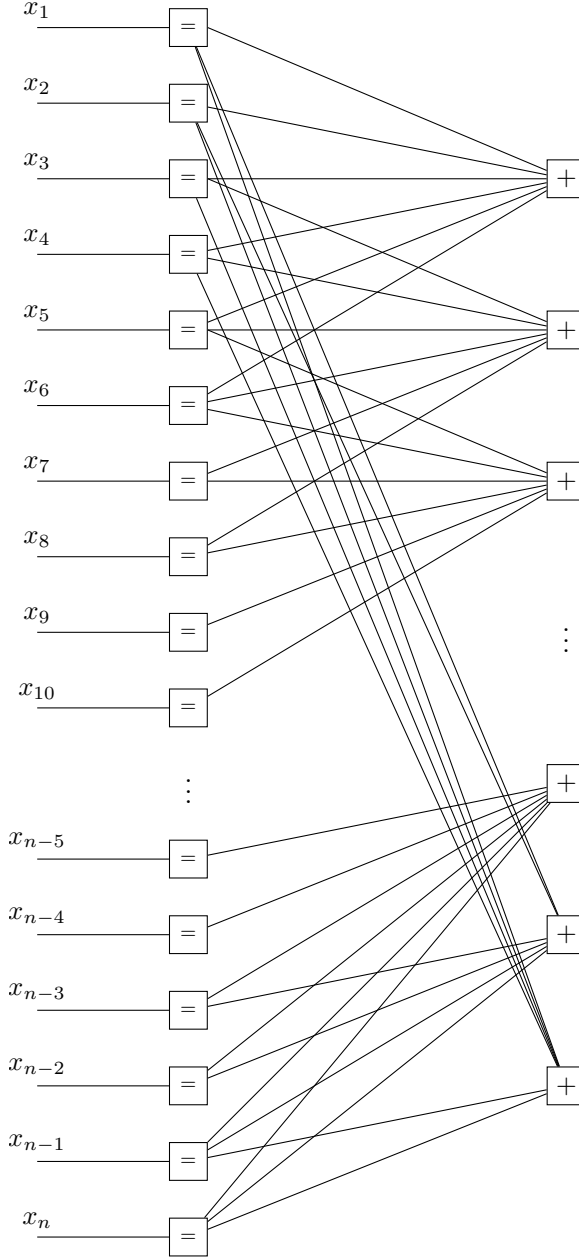 x₁
=
x₂
=
x₃
=
+
x₄
=
x₅
=
+
x₆
=
x₇
=
+
x₈
=
x₉
=
⋮
x₁₀
=
⋮
+
xₙ₋₅
=
xₙ₋₄
=
+
xₙ₋₃
=
xₙ₋₂
=
+
xₙ₋₁
=
xₙ
=